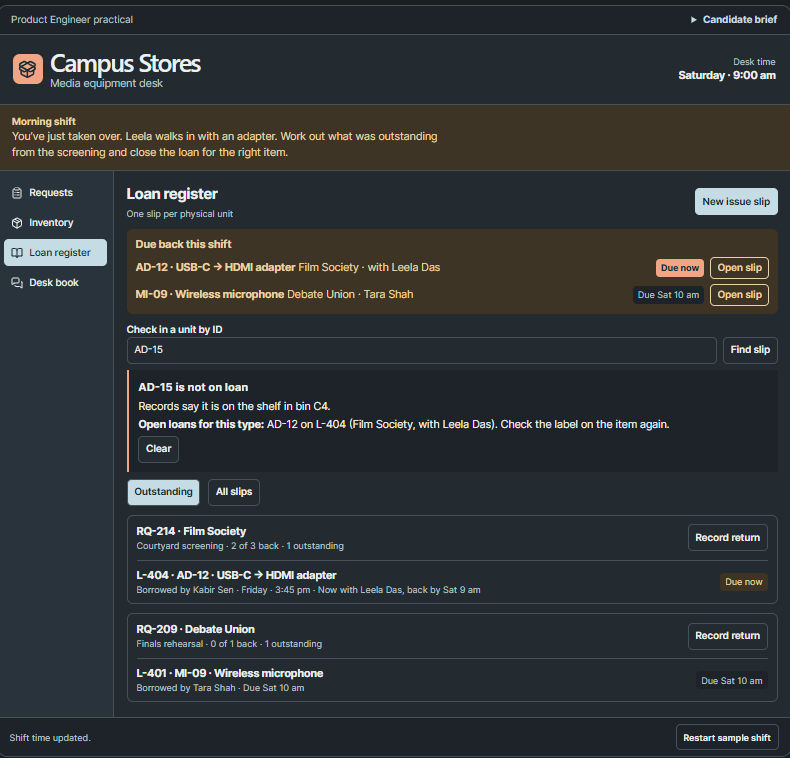 Product Engineer practical
▶ Candidate brief
Campus Stores
Media equipment desk
Desk time
Saturday · 9:00 am
Morning shift
You've just taken over. Leela walks in with an adapter. Work out what was outstanding
from the screening and close the loan for the right item.
Requests
Inventory
Loan register
Desk book
Loan register
One slip per physical unit
New issue slip
Due back this shift
AD-12 · USB-C → HDMI adapter Film Society · with Leela Das
Due now
Open slip
MI-09 · Wireless microphone Debate Union · Tara Shah
Due Sat 10 am
Open slip
Check in a unit by ID
AD-15
Find slip
AD-15 is not on loan
Records say it is on the shelf in bin C4.
Open loans for this type: AD-12 on L-404 (Film Society, with Leela Das). Check the label on the item again.
Clear
Outstanding
All slips
RQ-214 · Film Society
Courtyard screening · 2 of 3 back · 1 outstanding
Record return
L-404 · AD-12 · USB-C → HDMI adapter
Borrowed by Kabir Sen · Friday · 3:45 pm · Now with Leela Das, back by Sat 9 am
Due now
RQ-209 · Debate Union
Finals rehearsal · 0 of 1 back · 1 outstanding
Record return
L-401 · MI-09 · Wireless microphone
Borrowed by Tara Shah · Due Sat 10 am
Due Sat 10 am
Shift time updated.
Restart sample shift